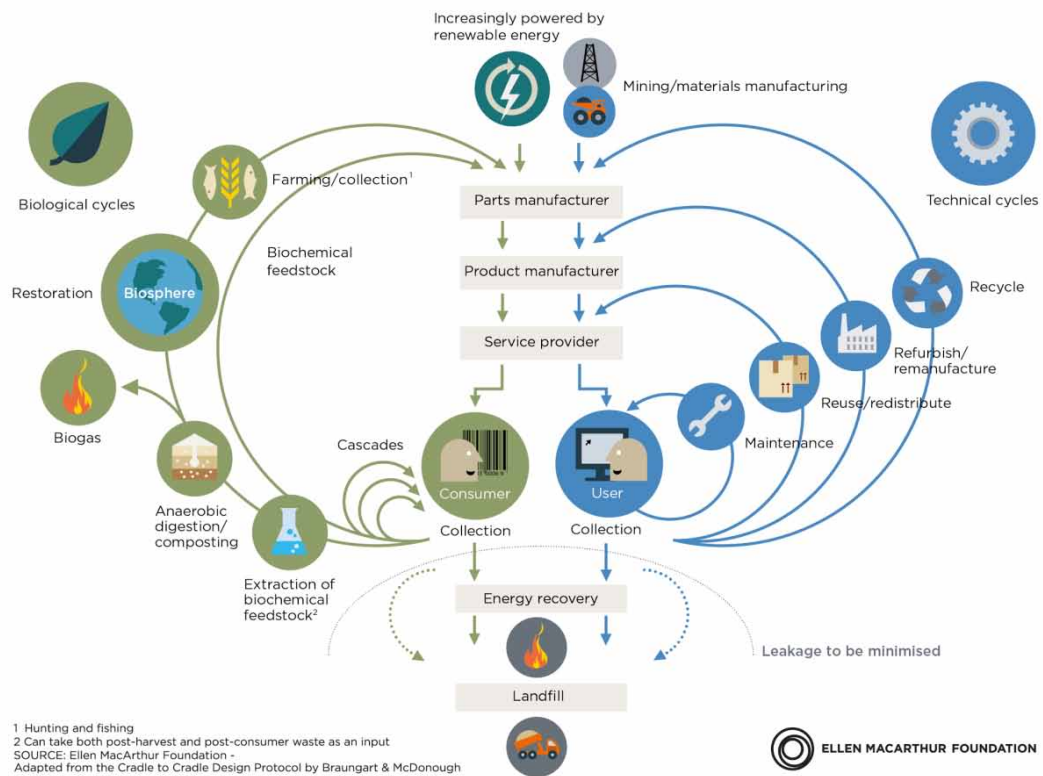 Increasingly powered by
renewable energy
Mining/materials manufacturing
Biological cycles
Technical cycles
Farming/collection¹
Parts manufacturer
Biochemical
feedstock
Product manufacturer
Restoration
Biosphere
Recycle
Service provider
Refurbish/
remanufacture
Reuse/redistribute
Biogas
Cascades
Maintenance
Consumer
User
Anaerobic
digestion/
composting
Collection
Collection
Extraction of
biochemical
feedstock²
Energy recovery
Leakage to be minimised
Landfill
1 Hunting and fishing
2 Can take both post-harvest and post-consumer waste as an input
SOURCE: Ellen MacArthur Foundation -
Adapted from the Cradle to Cradle Design Protocol by Braungart & McDonough
ELLEN MACARTHUR FOUNDATION